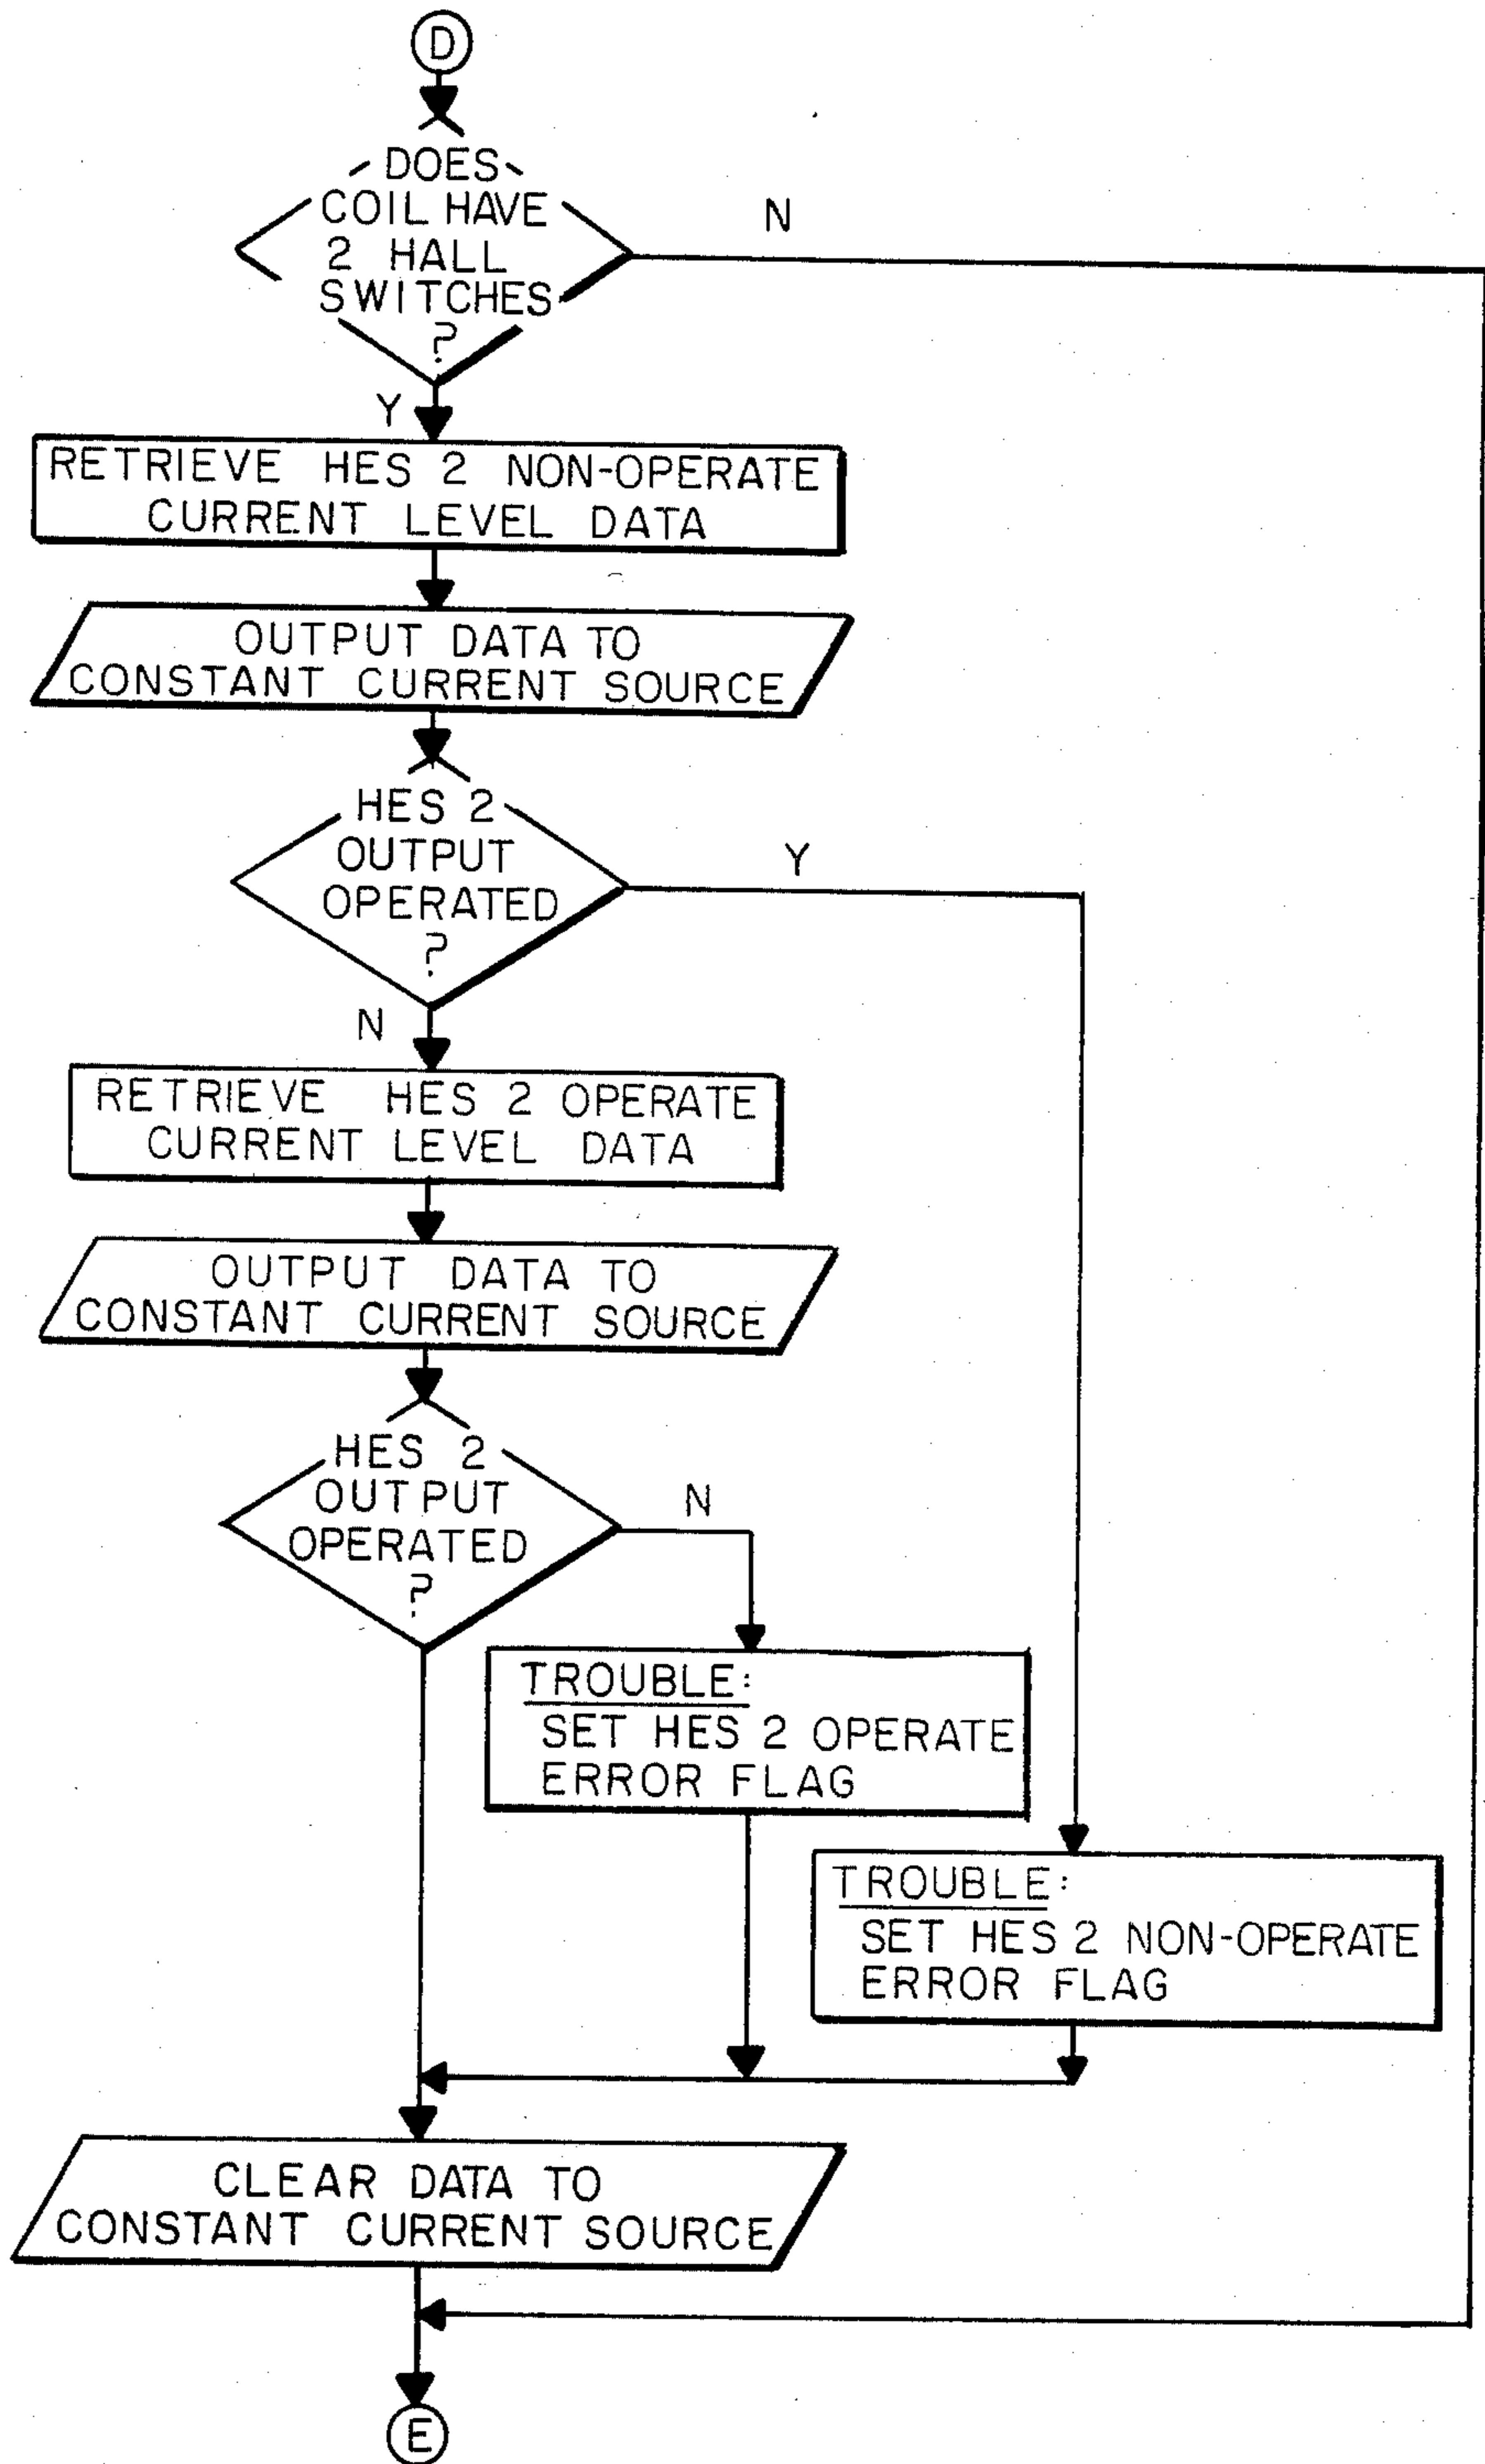 D
DOES
COIL HAVE
2 HALL
SWITCHES
?
N
Y
RETRIEVE HES 2 NON-OPERATE
CURRENT LEVEL DATA
OUTPUT DATA TO
CONSTANT CURRENT SOURCE
HES 2
OUTPUT
OPERATED
?
Y
N
RETRIEVE HES 2 OPERATE
CURRENT LEVEL DATA
OUTPUT DATA TO
CONSTANT CURRENT SOURCE
HES 2
OUTPUT
OPERATED
?
N
TROUBLE:
SET HES 2 OPERATE
ERROR FLAG
TROUBLE:
SET HES 2 NON-OPERATE
ERROR FLAG
CLEAR DATA TO
CONSTANT CURRENT SOURCE
E